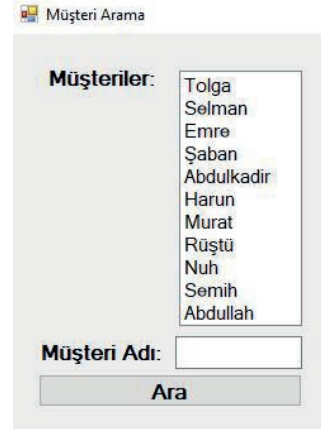 Müşteri Arama
Müşteriler:
Tolga
Selman
Emre
Şaban
Abdulkadir
Harun
Murat
Rüştü
Nuh
Semih
Abdullah
Müşteri Adı:
Ara